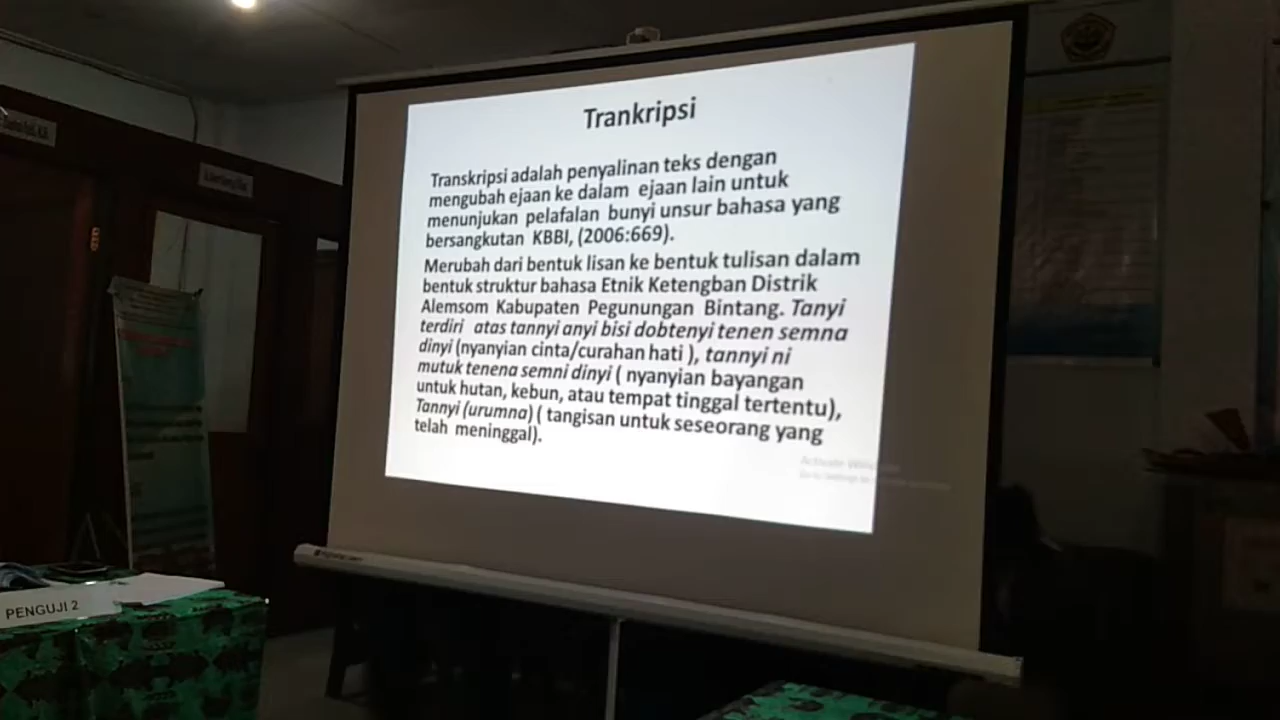 Trankripsi
Transkripsi adalah penyalinan teks dengan
mengubah ejaan ke dalam ejaan lain untuk
menunjukan pelafalan bunyi unsur bahasa yang
bersangkutan KBBI, (2006:669).
Merubah dari bentuk lisan ke bentuk tulisan dalam
bentuk struktur bahasa Etnik Ketengban Distrik
Alemsom Kabupaten Pegunungan Bintang. Tanyi
terdiri atas tannyi anyi bisi dobtenyi tenen semna
dinyi (nyanyian cinta/curahan hati ), tannyi ni
mutuk tenena semni dinyi ( nyanyian bayangan
untuk hutan, kebun, atau tempat tinggal tertentu),
Tannyi (urumna) ( tangisan untuk seseorang yang
telah meninggal).
PENGUJI 2